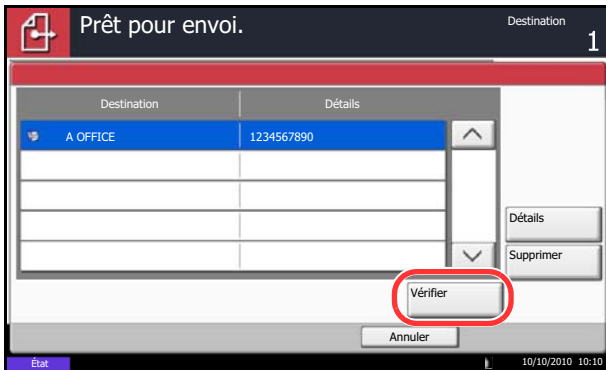 Prêt pour envoi.
Destination
1
Destination Détails
A OFFICE 1234567890
Détails
Supprimer
Vérifier
Annuler
État 10/10/2010 10:10